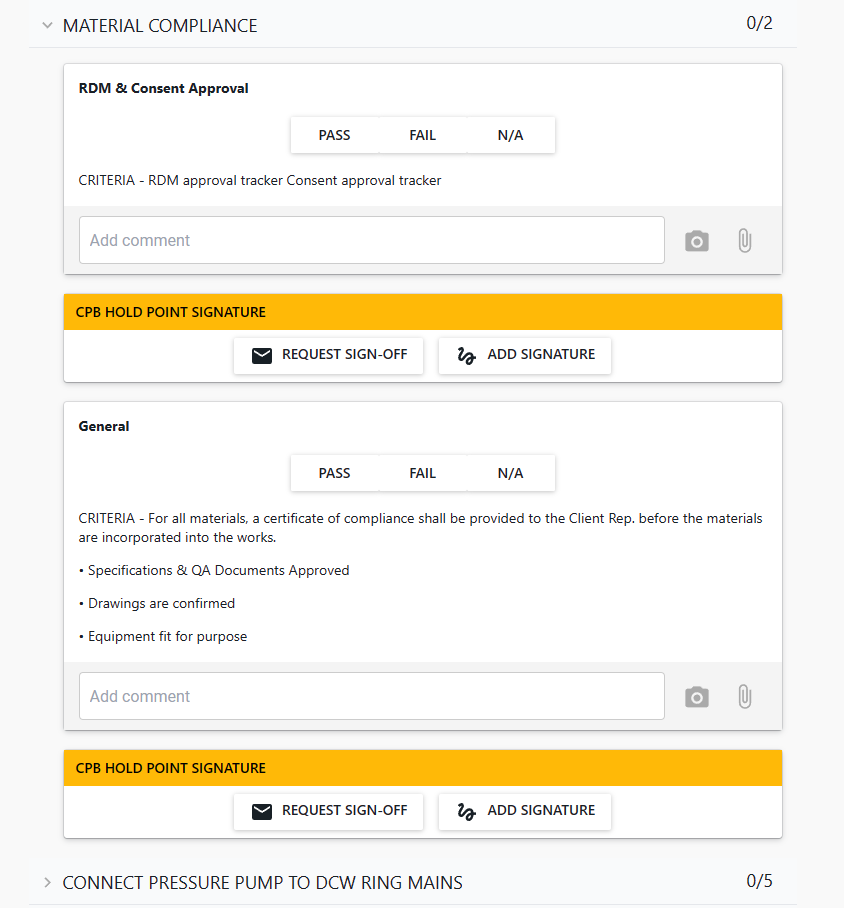 MATERIAL COMPLIANCE 0/2
RDM & Consent Approval
PASS FAIL N/A
CRITERIA - RDM approval tracker Consent approval tracker
Add comment
CPB HOLD POINT SIGNATURE
REQUEST SIGN-OFF ADD SIGNATURE
General
PASS FAIL N/A
CRITERIA - For all materials, a certificate of compliance shall be provided to the Client Rep. before the materials
are incorporated into the works.
• Specifications & QA Documents Approved
• Drawings are confirmed
• Equipment fit for purpose
Add comment
CPB HOLD POINT SIGNATURE
REQUEST SIGN-OFF ADD SIGNATURE
CONNECT PRESSURE PUMP TO DCW RING MAINS 0/5